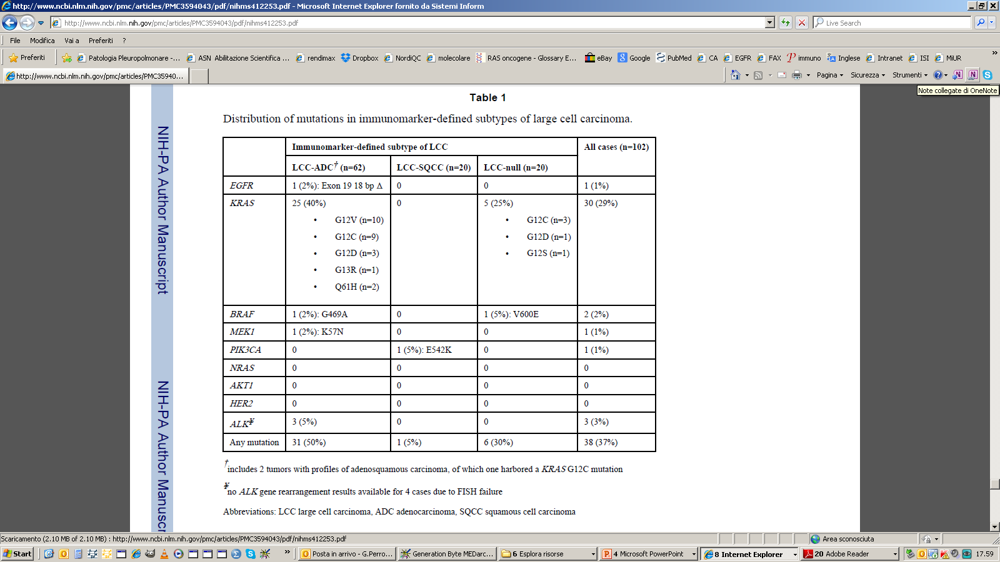 http://www.ncbi.nlm.nih.gov/pmc/articles/PMC3594043/pdf/nihms412253.pdf - Microsoft Internet Explorer fornito da Sistemi Inform
http://www.ncbi.nlm.nih.gov/pmc/articles/PMC3594043/pdf/nihms412253.pdf
Live Search
File Modifica Vai a Preferiti ?
Preferiti Patologia Pleuropolmonare -... ASN Abilitazione Scientifica ... rendimax Dropbox NordiQC molecolare RAS oncogene - Glossary E... eBay Google PubMed CA EGFR FAX immuno Inglese Intranet ISI MiUR
http://www.ncbi.nlm.nih.gov/pmc/articles/PMC35940... Pagina Sicurezza Strumenti
Note collegate di OneNote
NIH-PA Author Manuscript
NIH-PA Author Manusc
Table 1
Distribution of mutations in immunomarker-defined subtypes of large cell carcinoma.
Immunomarker-defined subtype of LCC All cases (n=102)
LCC-ADC† (n=62) LCC-SQCC (n=20) LCC-null (n=20)
EGFR 1 (2%): Exon 19 18 bp Δ 0 0 1 (1%)
KRAS 25 (40%) 0 5 (25%) 30 (29%)
• G12V (n=10) • G12C (n=3)
• G12C (n=9) • G12D (n=1)
• G12D (n=3) • G12S (n=1)
• G13R (n=1)
• Q61H (n=2)
BRAF 1 (2%): G469A 0 1 (5%): V600E 2 (2%)
MEK1 1 (2%): K57N 0 0 1 (1%)
PIK3CA 0 1 (5%): E542K 0 1 (1%)
NRAS 0 0 0 0
AKT1 0 0 0 0
HER2 0 0 0 0
ALK¥ 3 (5%) 0 0 3 (3%)
Any mutation 31 (50%) 1 (5%) 6 (30%) 38 (37%)
†includes 2 tumors with profiles of adenosquamous carcinoma, of which one harbored a KRAS G12C mutation
¥no ALK gene rearrangement results available for 4 cases due to FISH failure
Abbreviations: LCC large cell carcinoma, ADC adenocarcinoma, SQCC squamous cell carcinoma
Scaricamento (2.10 MB of 2.10 MB) : http://www.ncbi.nlm.nih.gov/pmc/articles/PMC3594043/pdf/nihms412253.pdf Area sconosciuta
Start Posta in arrivo - G.Perro... Generation Byte MEDarc... 6 Esplora risorse 4 Microsoft PowerPoint 8 Internet Explorer 20 Adobe Reader 17.59